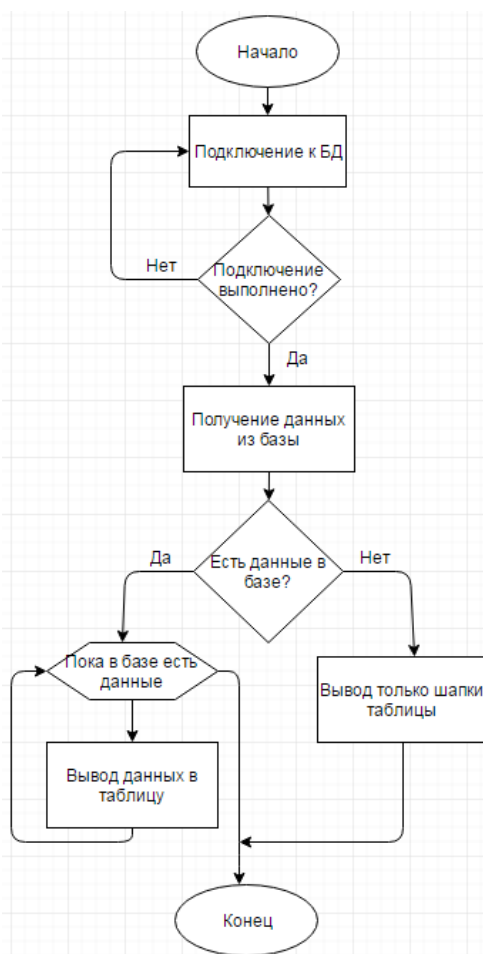 Начало
Подключение к БД
Нет
Подключение
выполнено?
Да
Получение данных
из базы
Да
Есть данные в
базе?
Нет
Пока в базе есть
данные
Вывод только шапки
таблицы
Вывод данных в
таблицу
Конец